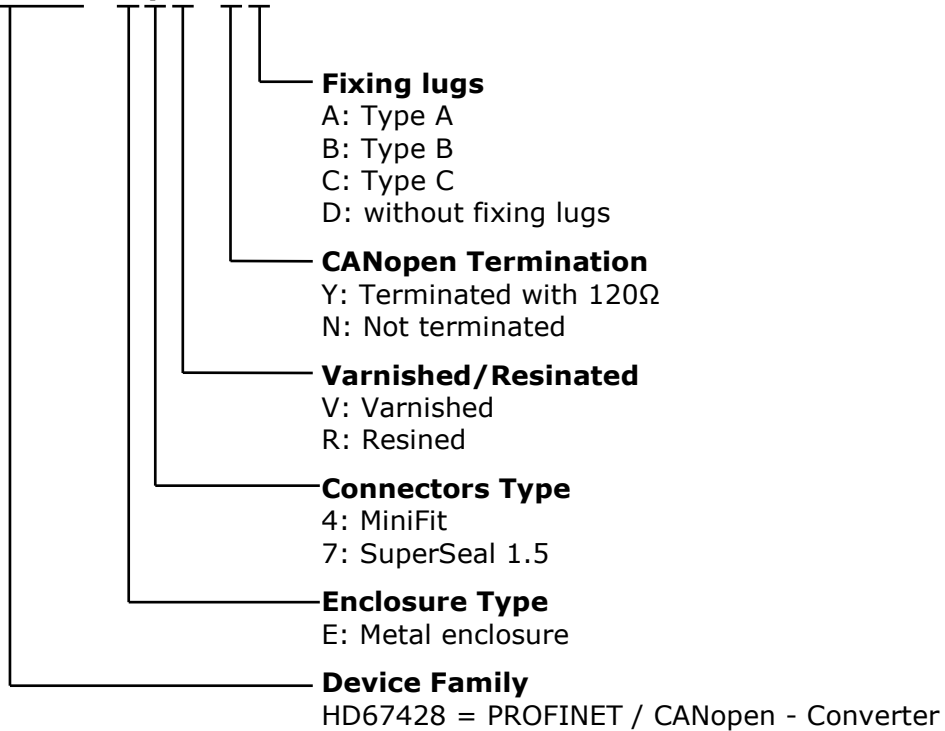 Fixing lugs
A: Type A
B: Type B
C: Type C
D: without fixing lugs
CANopen Termination
Y: Terminated with 120Ω
N: Not terminated
Varnished/Resinated
V: Varnished
R: Resined
Connectors Type
4: MiniFit
7: SuperSeal 1.5
Enclosure Type
E: Metal enclosure
Device Family
HD67428 = PROFINET / CANopen - Converter